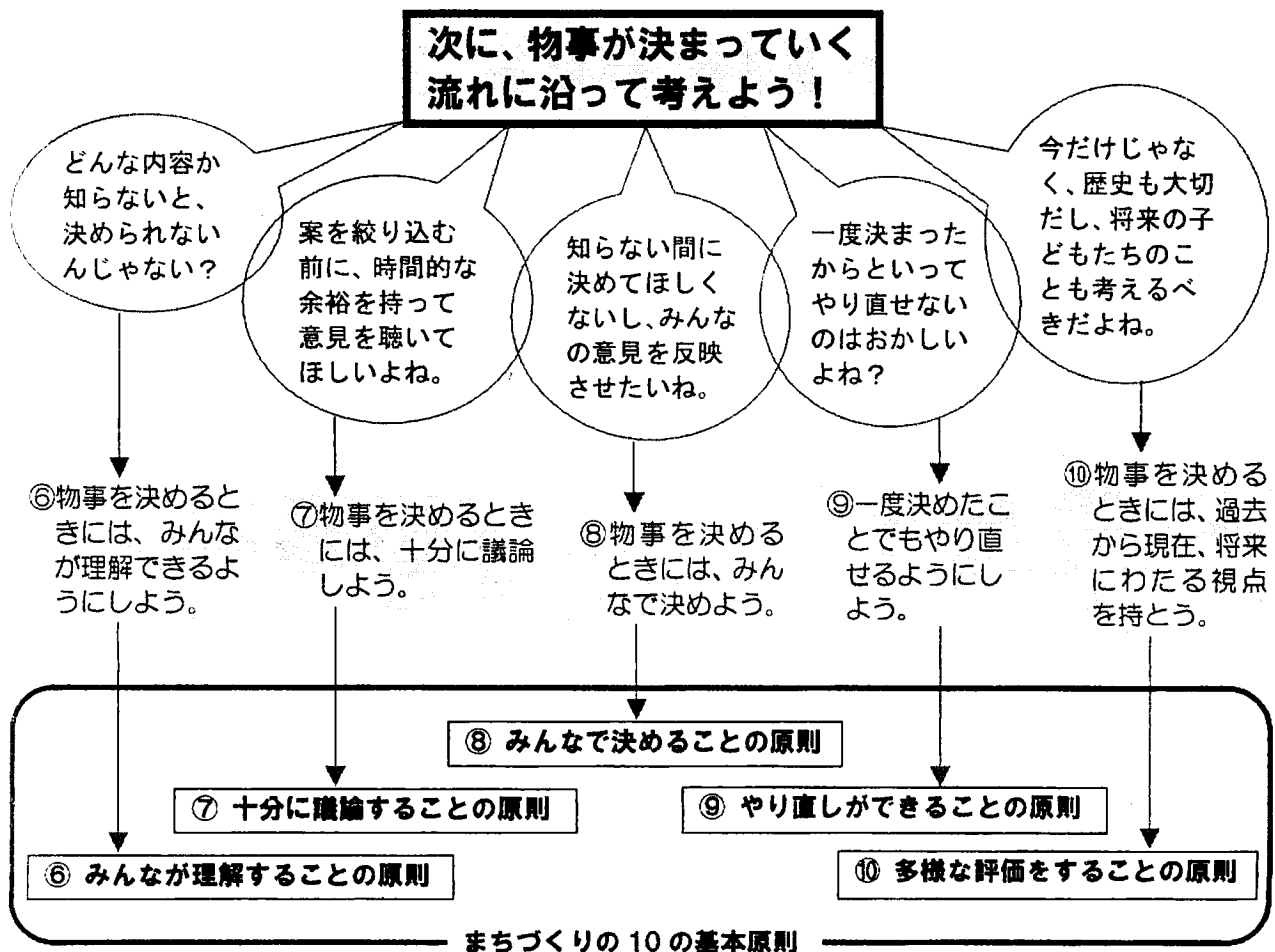 次に、物事が決まっていく
流れに沿って考えよう！
どんな内容か
知らないと、
決められない
んじゃない？
案を絞り込む
前に、時間的な
余裕を持って
意見を聴いて
ほしいよね。
知らない間に
決めてほしく
ないし、みんな
の意見を反映
させたいね。
一度決まった
からといって
やり直せない
のはおかしい
よね？
今だけじゃな
く、歴史も大切
だし、将来の子
どもたちのこ
とも考えるべ
きだよね。
⑥物事を決めると
きには、みんな
が理解できるよ
うにしよう。
⑦物事を決めるとき
には、十分に議論
しよう。
⑧物事を決める
ときには、みん
なで決めよう。
⑨一度決めたこ
とでもやり直
せるようにし
よう。
⑩物事を決める
ときには、過去
から現在、将来
にわたる視点
を持とう。
⑧ みんなで決めることの原則
⑦ 十分に議論することの原則
⑨ やり直しができることの原則
⑥ みんなが理解することの原則
⑩ 多様な評価をすることの原則
まちづくりの 10 の基本原則